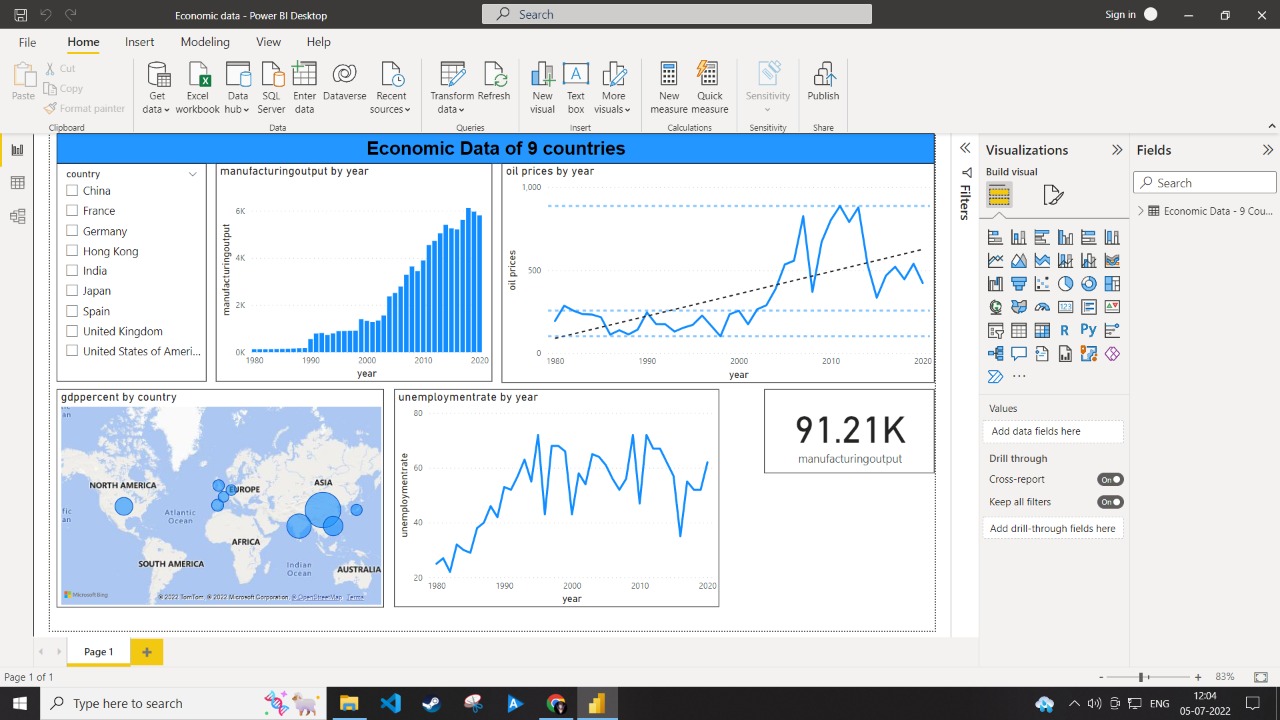 Economic data - Power BI Desktop
Search
Sign in
File Home Insert Modeling View Help
Paste
Cut
Copy
Format painter
Clipboard
Get data
Excel workbook
Data hub
SQL Server
Enter data
Dataverse
Recent sources
Data
Transform data
Refresh
Queries
New visual
Text box
More visuals
Insert
New measure
Quick measure
Calculations
Sensitivity
Sensitivity
Publish
Share
Economic Data of 9 countries
country
China
France
Germany
Hong Kong
India
Japan
Spain
United Kingdom
United States of Ameri...
manufacturingoutput by year
manufacturingoutput
6K
4K
2K
0K
1980 1990 2000 2010 2020
year
oil prices by year
oil prices
1,000
500
0
1980 1990 2000 2010 2020
year
gdppercent by country
NORTH AMERICA
EUROPE
ASIA
Atlantic
Ocean
fic
an
AFRICA
SOUTH AMERICA
Indian
Ocean
AUSTRALIA
Microsoft Bing
© 2022 TomTom, © 2022 Microsoft Corporation, © OpenStreetMap Terms
unemploymentrate by year
unemploymentrate
80
60
40
20
1980 1990 2000 2010 2020
year
91.21K
manufacturingoutput
Filters
Visualizations
Build visual
R
Py
123
Values
Add data fields here
Drill through
Cross-report On
Keep all filters On
Add drill-through fields here
Fields
Search
Economic Data - 9 Cou...
Page 1
Page 1 of 1
- + 83%
Type here to search
ENG
12:04
05-07-2022